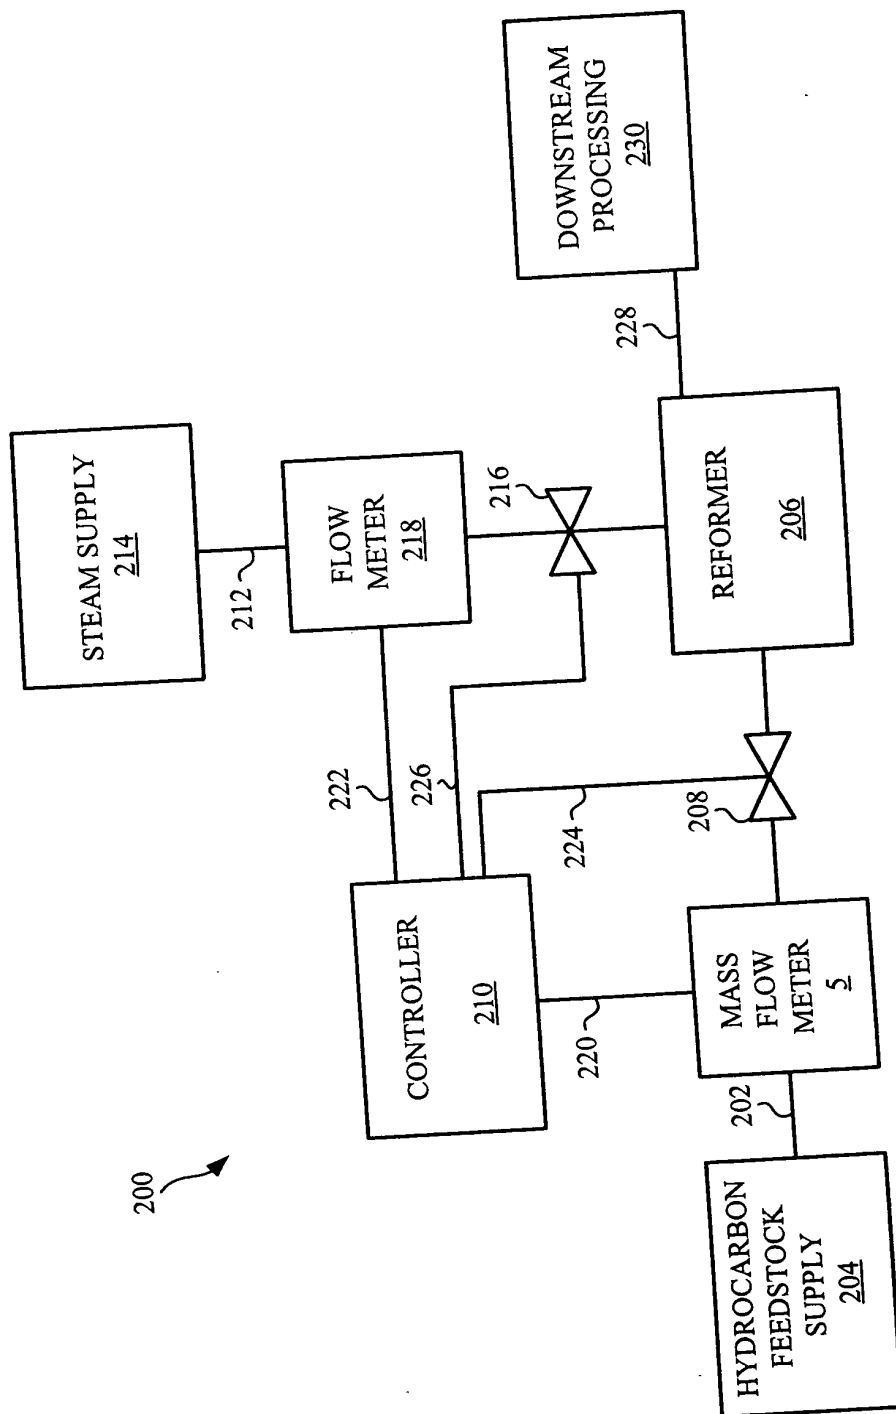 200
STEAM SUPPLY
214
212
FLOW
METER
218
222
226
216
CONTROLLER
210
220
224
208
228
DOWNSTREAM
PROCESSING
230
HYDROCARBON
FEEDSTOCK
SUPPLY
204
202
MASS
FLOW
METER
5
REFORMER
206